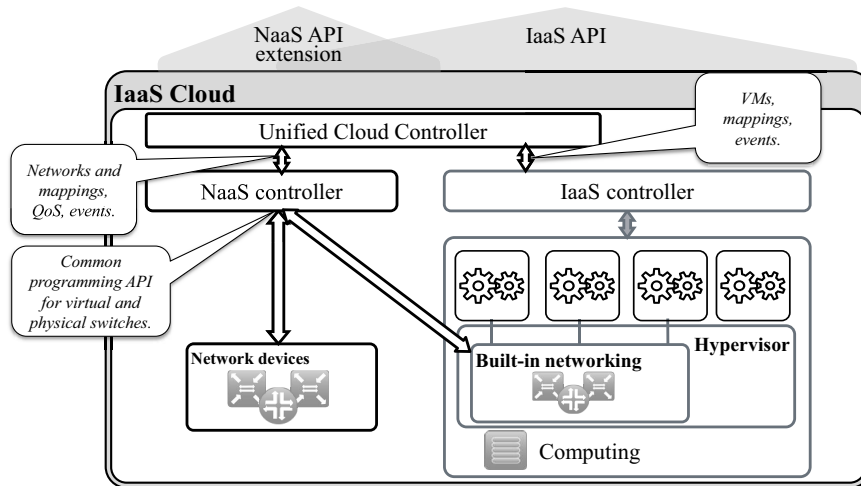 NaaS API
extension
IaaS API
IaaS Cloud
VMs,
mappings,
events.
Unified Cloud Controller
Networks and
mappings,
QoS, events.
NaaS controller
IaaS controller
Common
programming API
for virtual and
physical switches.
Hypervisor
Network devices
Built-in networking
Computing